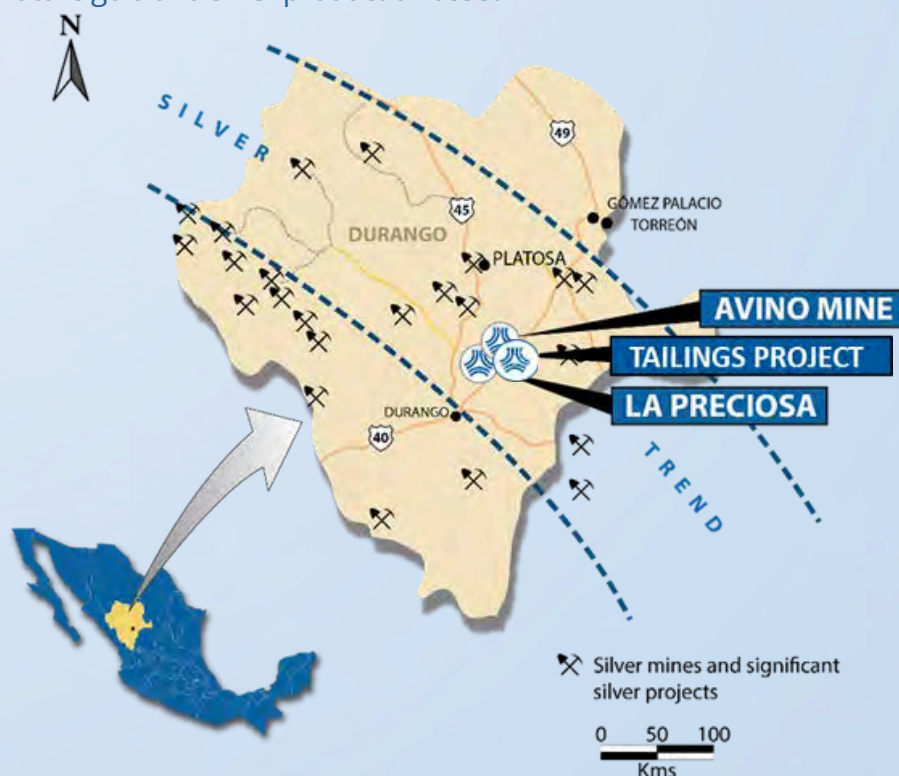 N
SILVER
49
45
GÓMEZ PALACIO
TORREÓN
DURANGO
PLATOSA
AVINO MINE
TAILINGS PROJECT
LA PRECIOSA
DURANGO
40
TREND
Silver mines and significant
silver projects
0 50 100
Kms